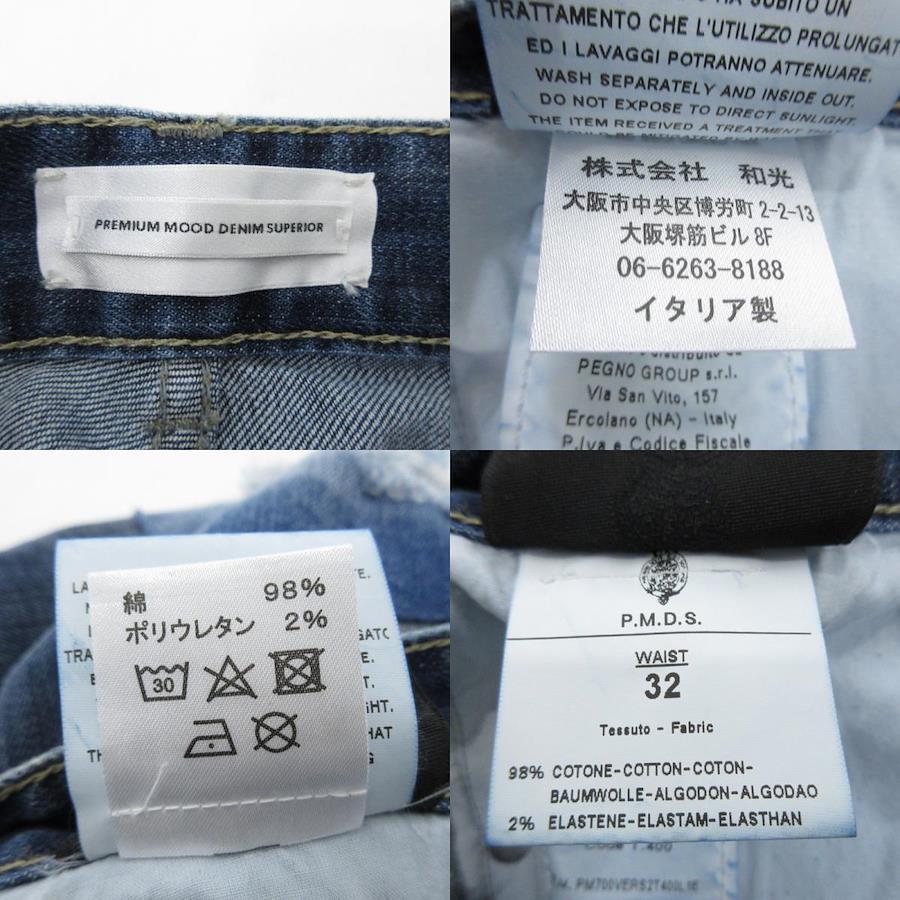 PREMIUM MOOD DENIM SUPERIOR
HA SUBITO UN
TRATTAMENTO CHE L'UTILIZZO PROLUNGAT
ED I LAVAGGI POTRANNO ATTENUARE.
WASH SEPARATELY AND INSIDE OUT.
DO NOT EXPOSE TO DIRECT SUNLIGHT.
THE ITEM RECEIVED A TREATMENT THAT
株式会社 和光
大阪市中央区博労町2-2-13
大阪堺筋ビル8F
06-6263-8188
イタリア製
PEGNO GROUP s.r.l.
Via San Vito, 157
Ercolano (NA) - Italy
P.Iva e Codice Fiscale
綿 98%
ポリウレタン 2%
30
P.M.D.S.
WAIST
32
Tessuto - Fabric
98% COTONE-COTTON-COTON-
BAUMWOLLE-ALGODON-ALGODAO
2% ELASTENE-ELASTAM-ELASTHAN